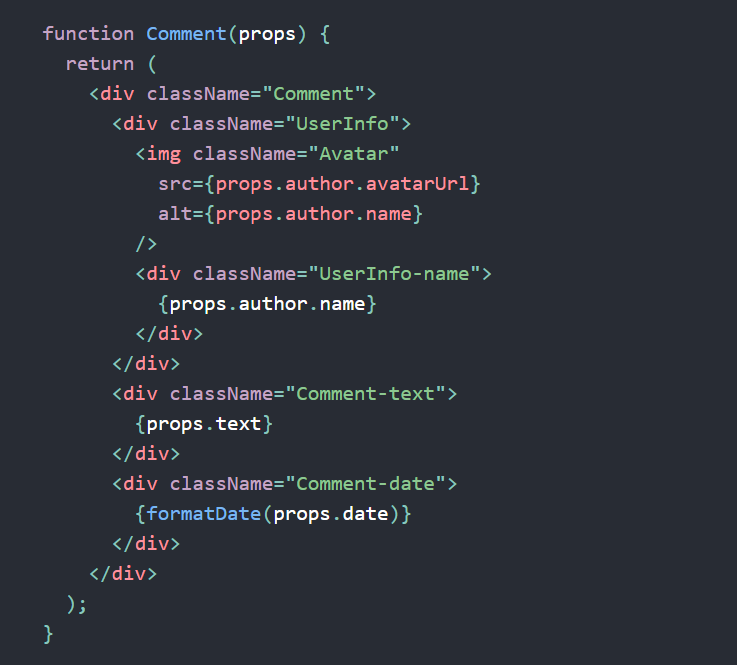 function Comment(props) {
  return (
    <div className="Comment">
      <div className="UserInfo">
        <img className="Avatar"
          src={props.author.avatarUrl}
          alt={props.author.name}
        />
        <div className="UserInfo-name">
          {props.author.name}
        </div>
      </div>
      <div className="Comment-text">
        {props.text}
      </div>
      <div className="Comment-date">
        {formatDate(props.date)}
      </div>
    </div>
  );
}